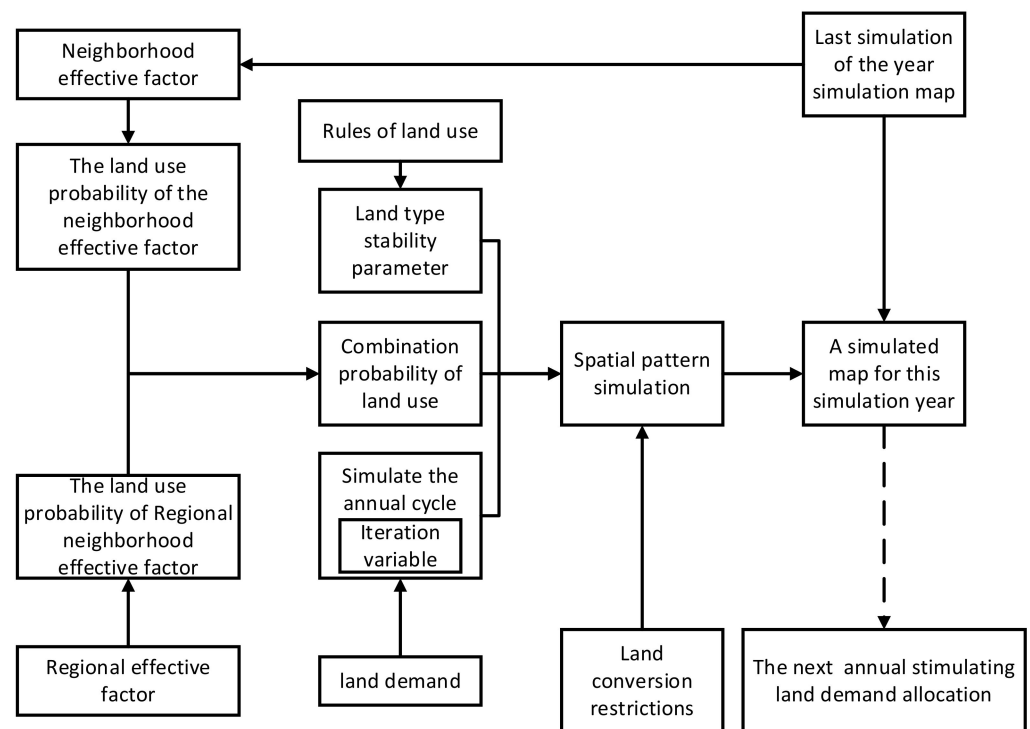 Neighborhood
effective factor
Last simulation
of the year
simulation map
Rules of land use
The land use
probability of the
neighborhood
effective factor
Land type
stability
parameter
Combination
probability of
land use
Spatial pattern
simulation
A simulated
map for this
simulation year
Simulate the
annual cycle
Iteration
variable
The land use
probability of Regional
neighborhood
effective factor
Regional effective
factor
land demand
Land
conversion
restrictions
The next annual stimulating
land demand allocation